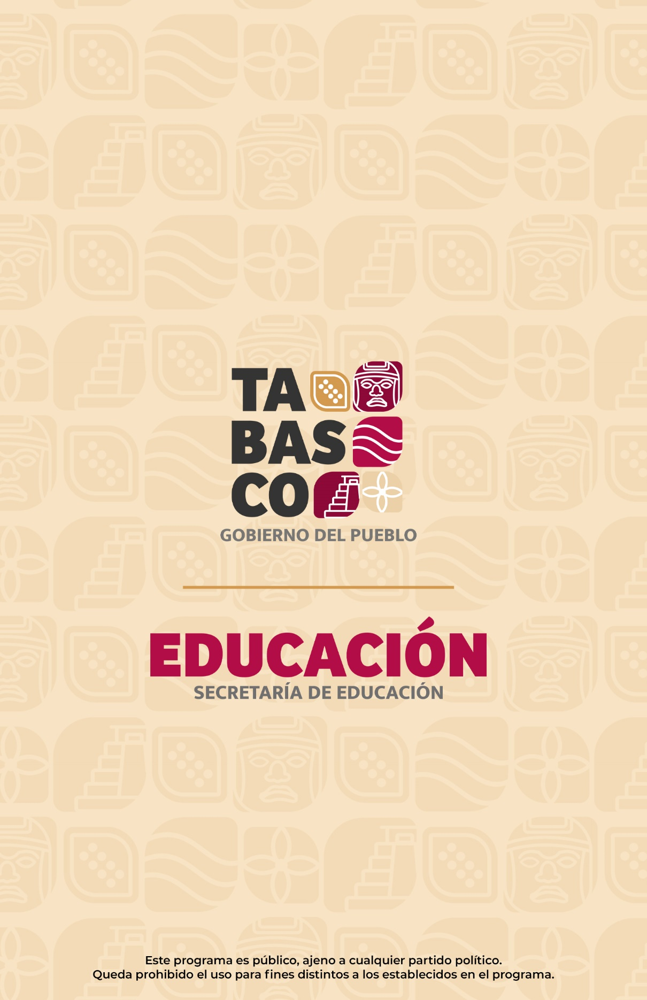 TA
BAS
CO
GOBIERNO DEL PUEBLO
EDUCACIÓN
SECRETARÍA DE EDUCACIÓN
Este programa es público, ajeno a cualquier partido político.
Queda prohibido el uso para fines distintos a los establecidos en el programa.